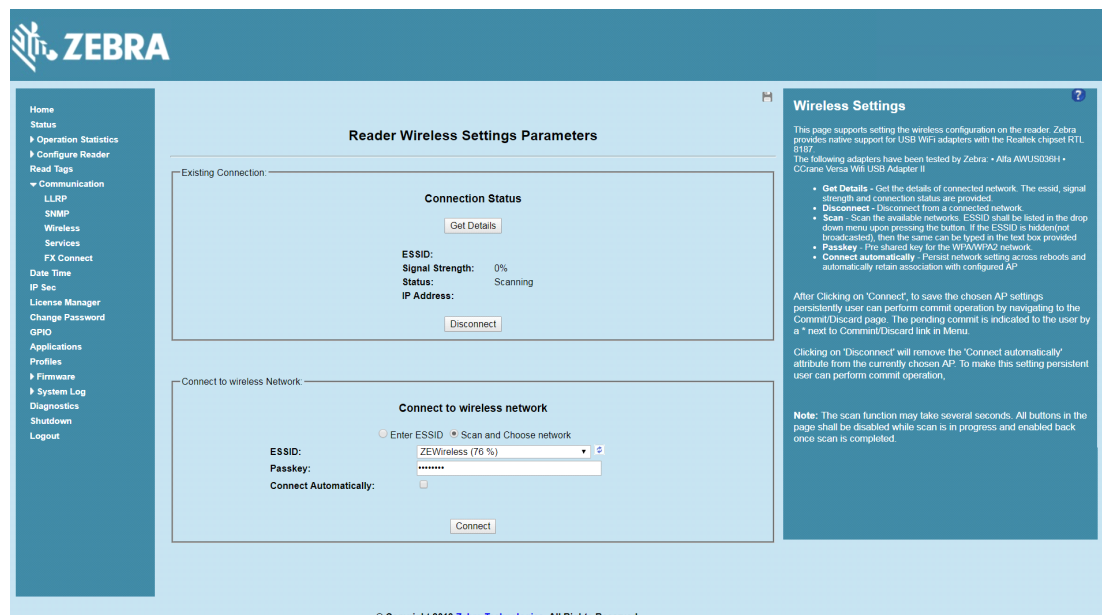 ZEBRA
Home
Status
Operation Statistics
Configure Reader
Read Tags
Communication
LLRP
SNMP
Wireless
Services
FX Connect
Date Time
IP Sec
License Manager
Change Password
GPIO
Applications
Profiles
Firmware
System Log
Diagnostics
Shutdown
Logout
Reader Wireless Settings Parameters
Existing Connection:
Connection Status
Get Details
ESSID:
Signal Strength: 0%
Status: Scanning
IP Address:
Disconnect
Connect to wireless Network:
Connect to wireless network
Enter ESSID Scan and Choose network
ESSID: ZEWireless (76 %)
Passkey: ••••••••
Connect Automatically:
Connect
?
Wireless Settings
This page supports setting the wireless configuration on the reader. Zebra
provides native support for USB WiFi adapters with the Realtek chipset RTL
8187.
The following adapters have been tested by Zebra: • Alfa AWUS036H •
CCrane Versa Wifi USB Adapter II
• Get Details - Get the details of connected network. The essid, signal
strength and connection status are provided.
• Disconnect - Disconnect from a connected network.
• Scan - Scan the available networks. ESSID shall be listed in the drop
down menu upon pressing the button. If the ESSID is hidden(not
broadcasted), then the same can be typed in the text box provided
• Passkey - Pre shared key for the WPA/WPA2 network.
• Connect automatically - Persist network setting across reboots and
automatically retain association with configured AP
After Clicking on 'Connect', to save the chosen AP settings
persistently user can perform commit operation by navigating to the
Commit/Discard page. The pending commit is indicated to the user by
a * next to Commint/Discard link in Menu.
Clicking on 'Disconnect' will remove the 'Connect automatically'
attribute from the currently chosen AP. To make this setting persistent
user can perform commit operation,
Note: The scan function may take several seconds. All buttons in the
page shall be disabled while scan is in progress and enabled back
once scan is completed.